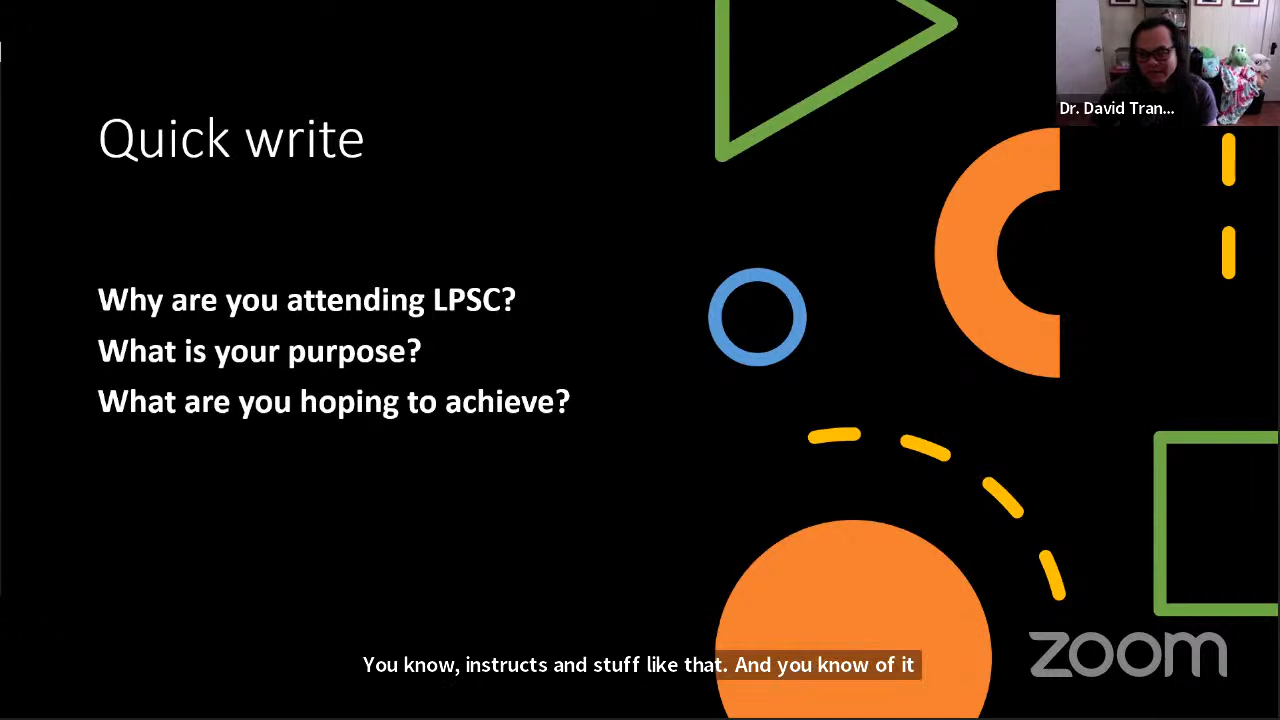 Quick write
Dr. David Tran...
Why are you attending LPSC?
What is your purpose?
What are you hoping to achieve?
You know, instructs and stuff like that. And you know of it
zoom